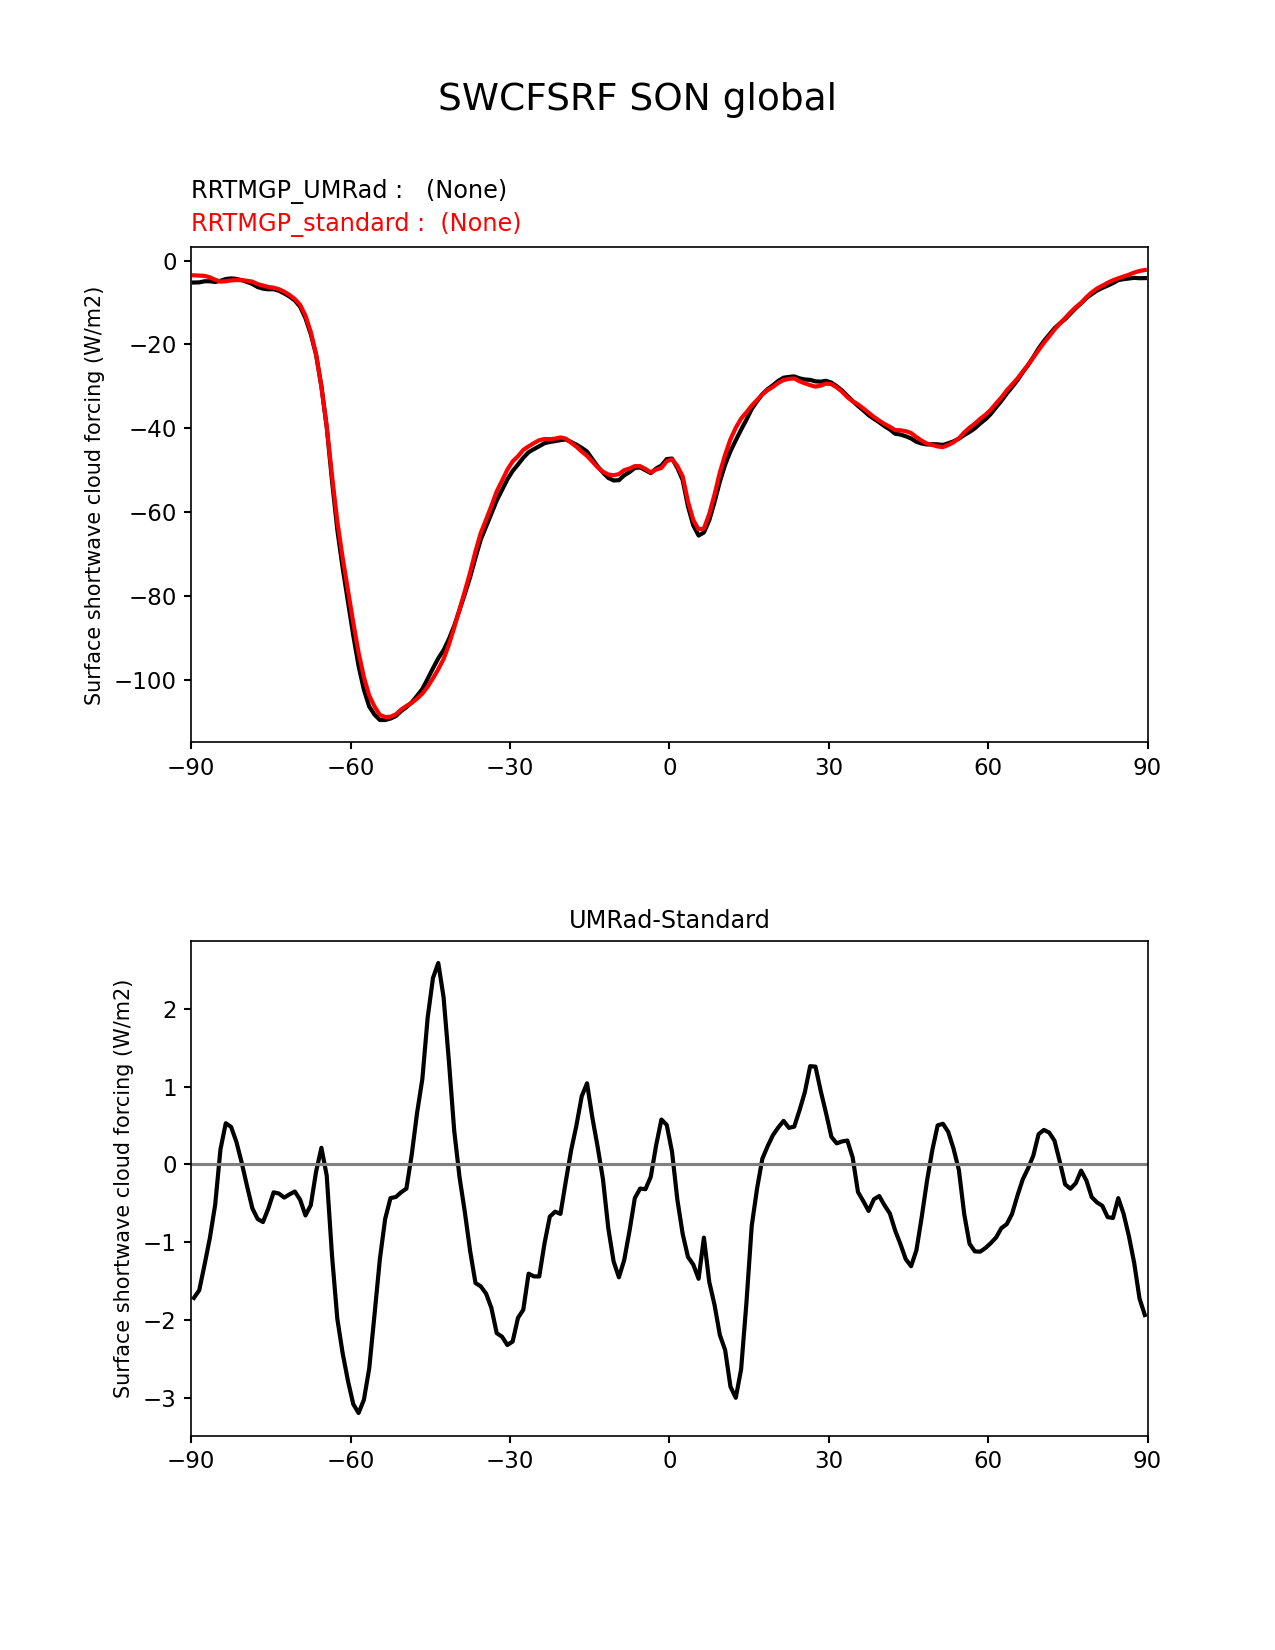 SWCFSRF SON global
RRTMGP_UMRad :   (None)
RRTMGP_standard :  (None)
Surface shortwave cloud forcing (W/m2)
0
−20
−40
−60
−80
−100
−90 −60 −30 0 30 60 90
UMRad-Standard
Surface shortwave cloud forcing (W/m2)
2
1
0
−1
−2
−3
−90 −60 −30 0 30 60 90